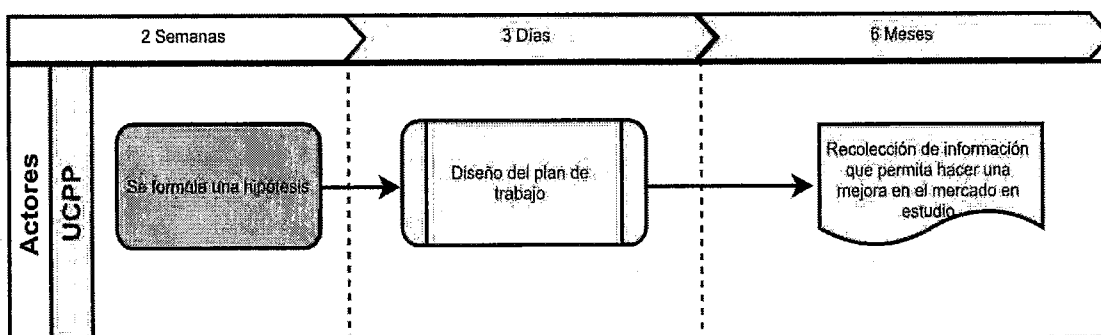 2 Semanas
3 Días
6 Meses
Actores
UCPP
Se formula una hipótesis
Diseño del plan de
trabajo
Recolección de información
que permita hacer una
mejora en el mercado en
estudio